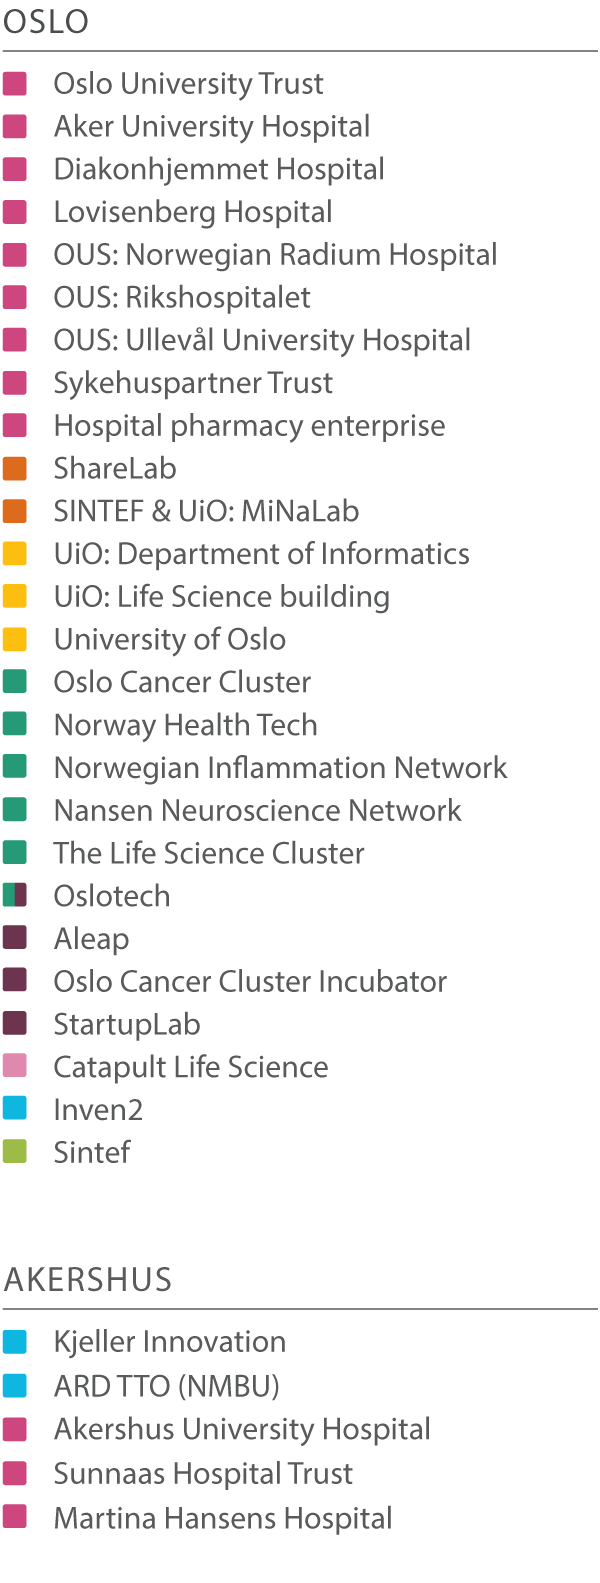 OSLO
Oslo University Trust
Aker University Hospital
Diakonhjemmet Hospital
Lovisenberg Hospital
OUS: Norwegian Radium Hospital
OUS: Rikshospitalet
OUS: Ullevål University Hospital
Sykehuspartner Trust
Hospital pharmacy enterprise
ShareLab
SINTEF & UiO: MiNaLab
UiO: Department of Informatics
UiO: Life Science building
University of Oslo
Oslo Cancer Cluster
Norway Health Tech
Norwegian Inflammation Network
Nansen Neuroscience Network
The Life Science Cluster
Oslotech
Aleap
Oslo Cancer Cluster Incubator
StartupLab
Catapult Life Science
Inven2
Sintef
AKERSHUS
Kjeller Innovation
ARD TTO (NMBU)
Akershus University Hospital
Sunnaas Hospital Trust
Martina Hansens Hospital